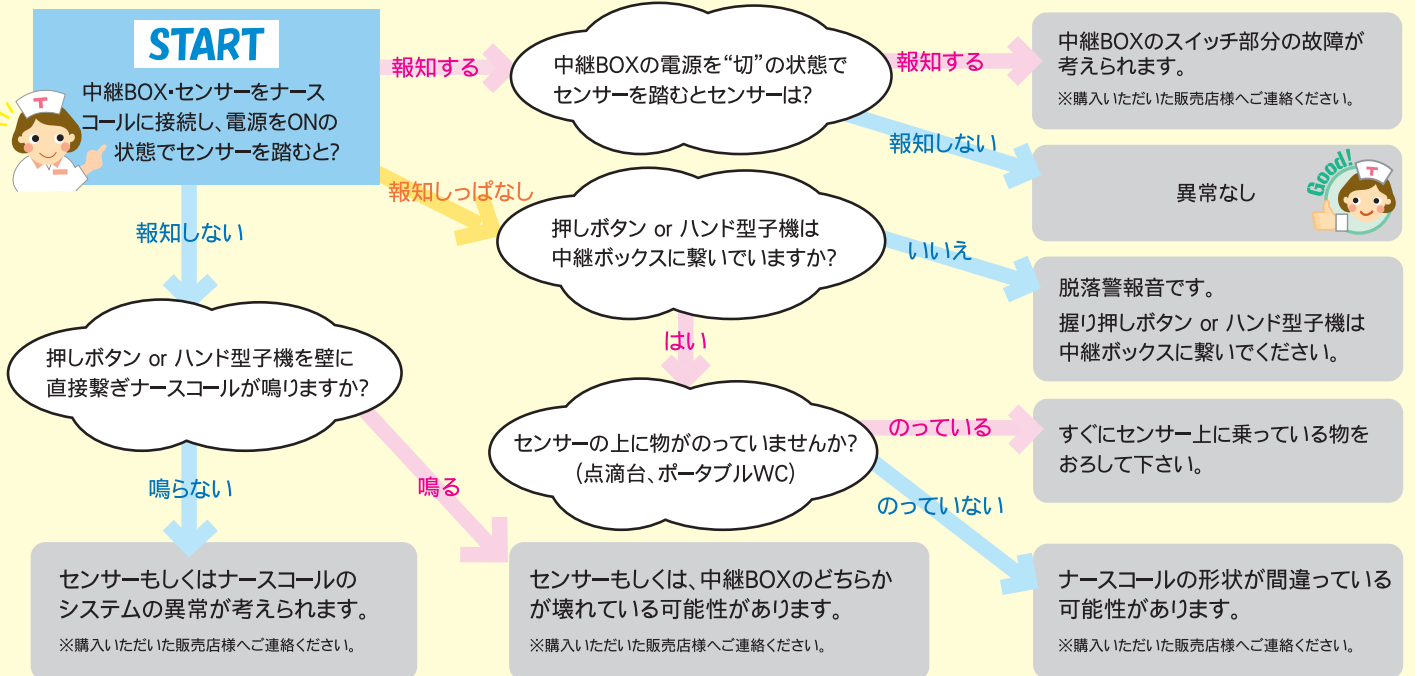 START
中継BOX・センサーをナース
コールに接続し、電源をONの
状態でセンサーを踏むと?
T
報知する
中継BOXの電源を“切”の状態で
センサーを踏むとセンサーは?
報知する
中継BOXのスイッチ部分の故障が
考えられます。
※購入いただいた販売店様へご連絡ください。
報知しない
異常なし
Good!
T
報知しっぱなし
押しボタン or ハンド型子機は
中継ボックスに繋いでいますか?
いいえ
脱落警報音です。
握り押しボタン or ハンド型子機は
中継ボックスに繋いでください。
はい
センサーの上に物がのっていませんか?
(点滴台、ポータブルWC)
のっている
すぐにセンサー上に乗っている物を
おろして下さい。
のっていない
ナースコールの形状が間違っている
可能性があります。
※購入いただいた販売店様へご連絡ください。
報知しない
押しボタン or ハンド型子機を壁に
直接繋ぎナースコールが鳴りますか?
鳴らない
センサーもしくはナースコールの
システムの異常が考えられます。
※購入いただいた販売店様へご連絡ください。
鳴る
センサーもしくは、中継BOXのどちらか
が壊れている可能性があります。
※購入いただいた販売店様へご連絡ください。